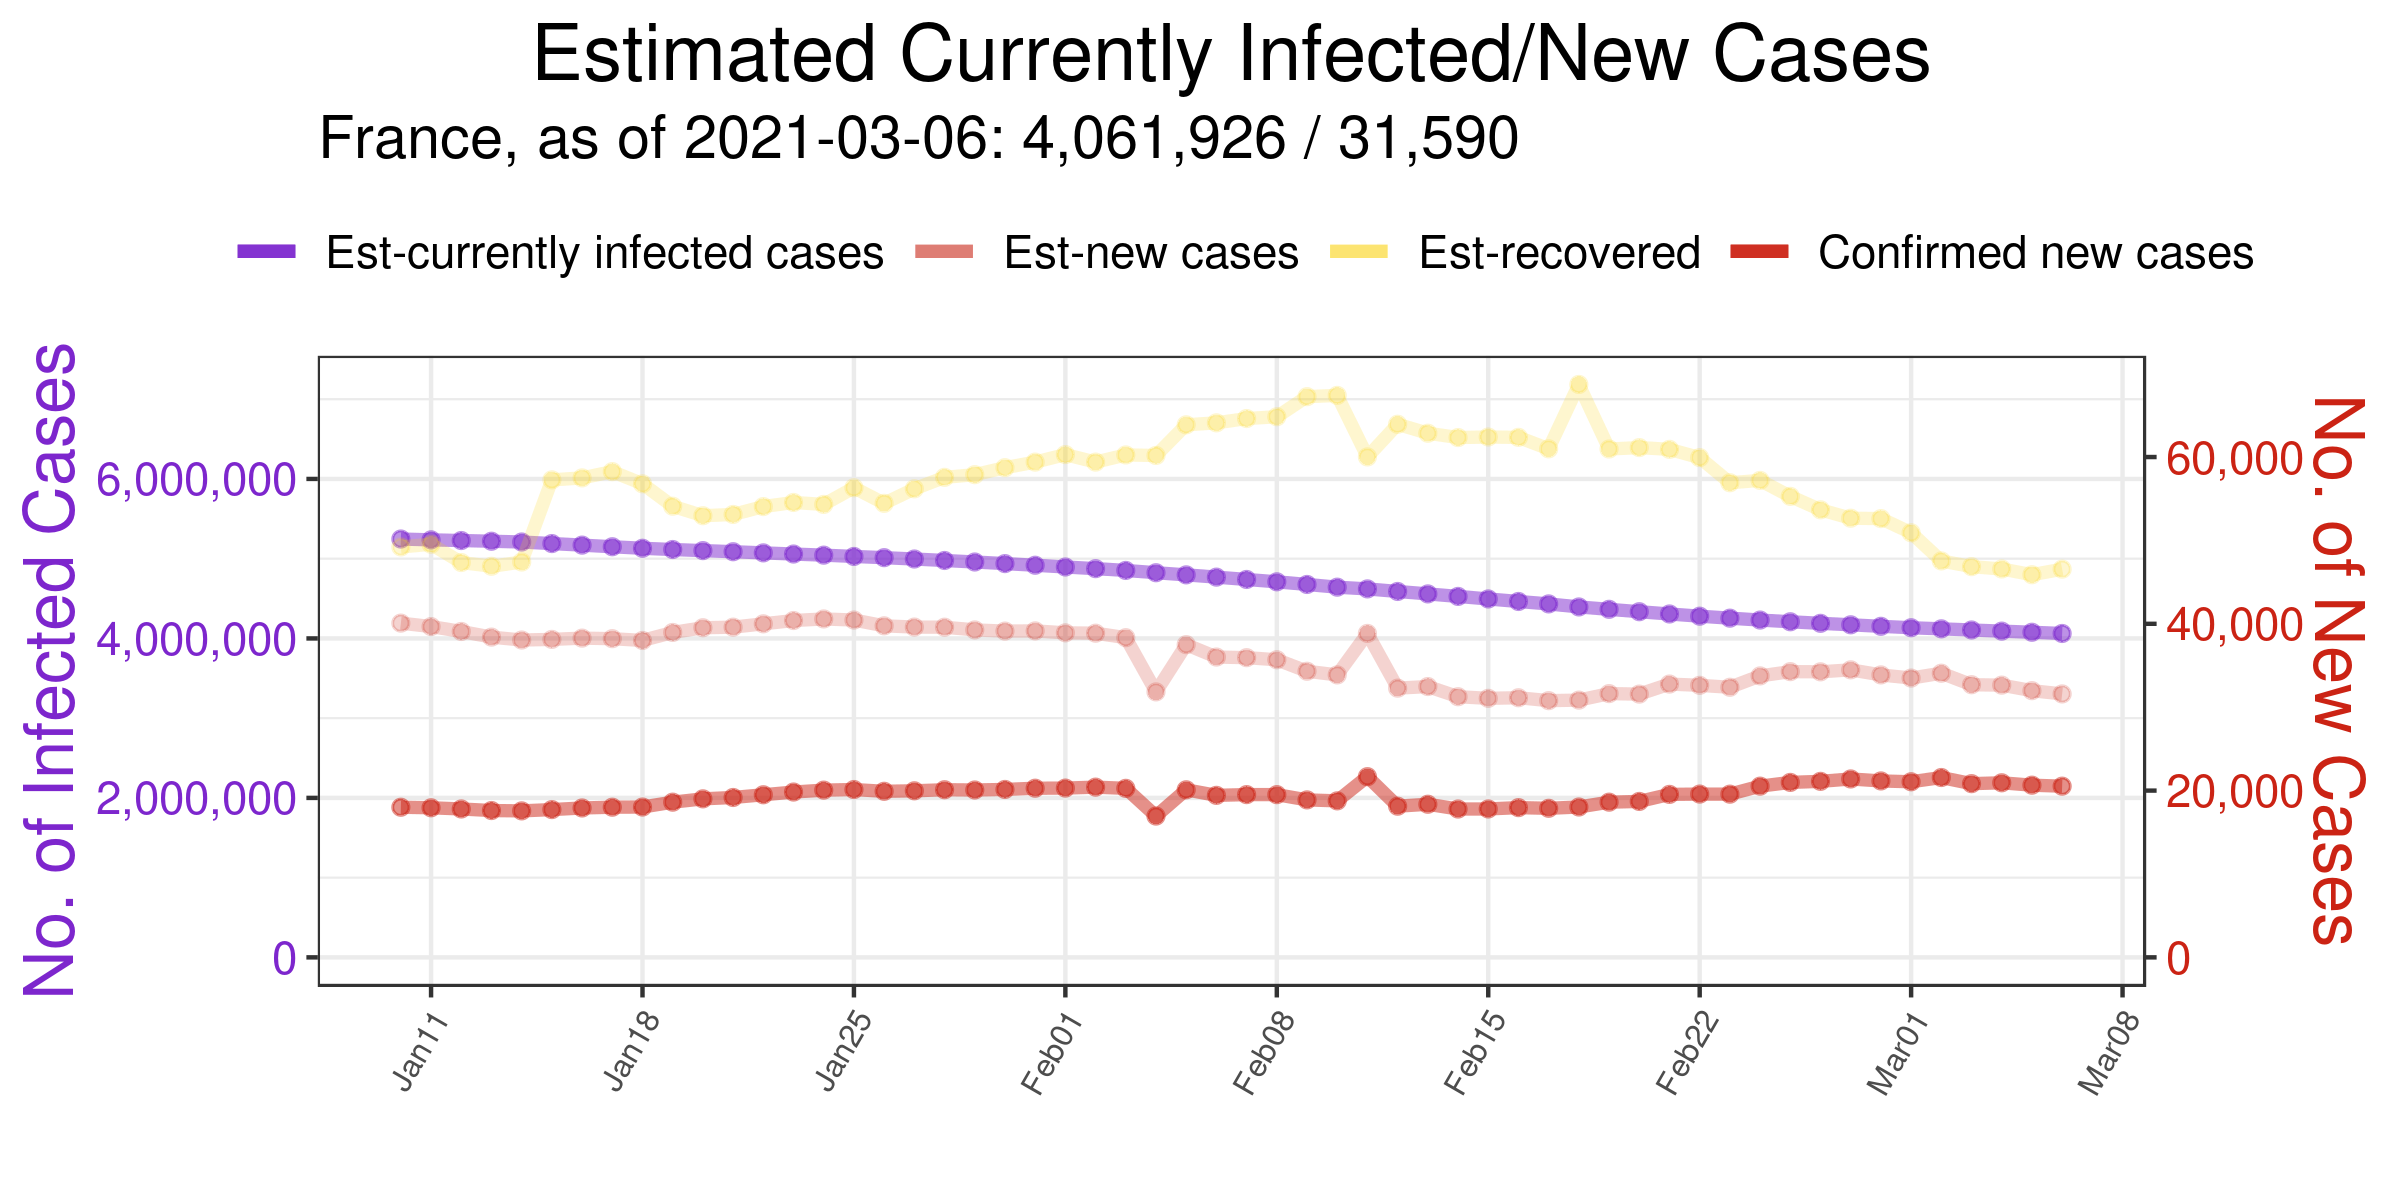 Estimated Currently Infected/New Cases
France, as of 2021-03-06: 4,061,926 / 31,590
Est-currently infected cases Est-new cases Est-recovered Confirmed new cases
No. of Infected Cases
6,000,000
4,000,000
2,000,000
0
60,000
40,000
20,000
0
No. of New Cases
Jan11 Jan18 Jan25 Feb01 Feb08 Feb15 Feb22 Mar01 Mar08